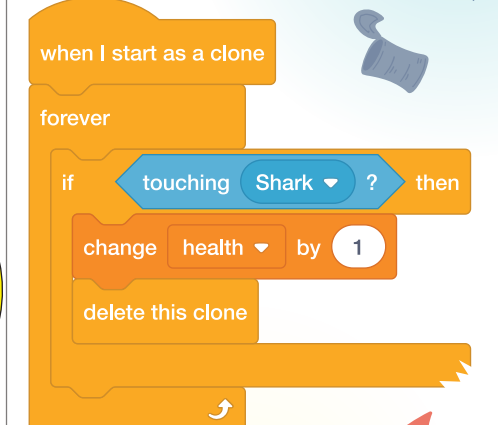 when I start as a clone
forever
if touching Shark ? then
change health by 1
delete this clone